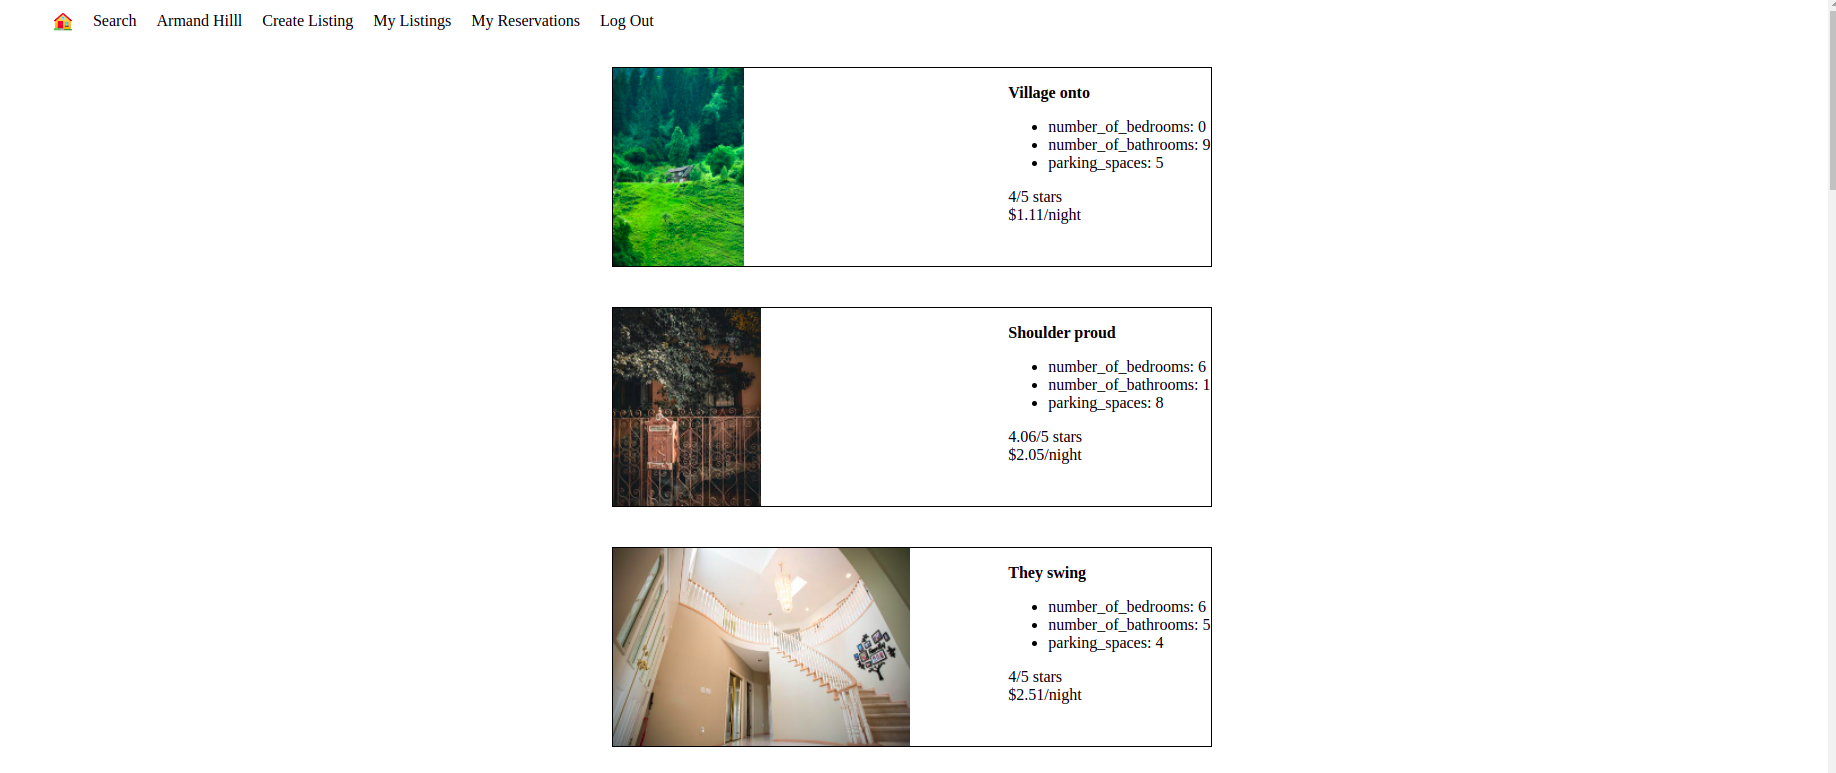 Search Armand Hilll Create Listing My Listings My Reservations Log Out
Village onto
number_of_bedrooms: 0
number_of_bathrooms: 9
parking_spaces: 5
4/5 stars
$1.11/night
Shoulder proud
number_of_bedrooms: 6
number_of_bathrooms: 1
parking_spaces: 8
4.06/5 stars
$2.05/night
They swing
number_of_bedrooms: 6
number_of_bathrooms: 5
parking_spaces: 4
4/5 stars
$2.51/night